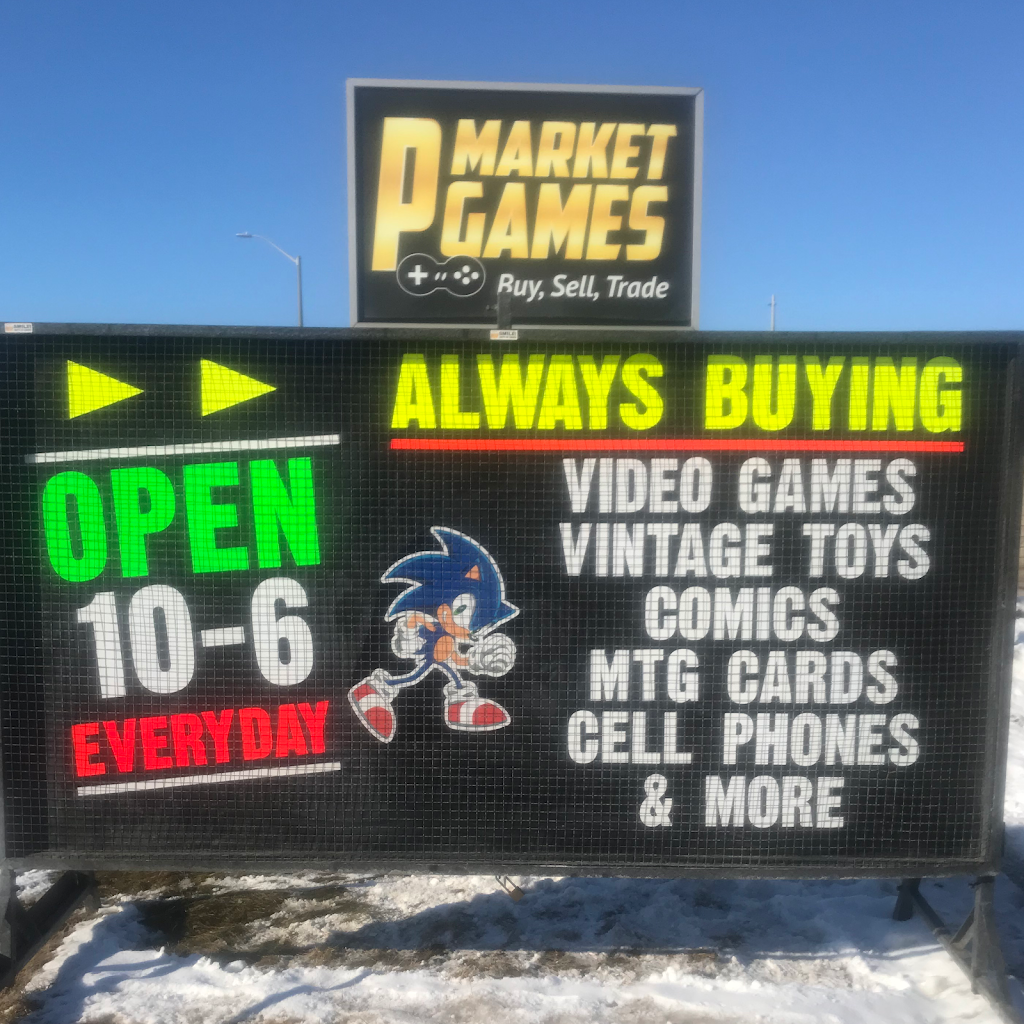 P MARKET
GAMES
Buy, Sell, Trade
OPEN
10-6
EVERYDAY
ALWAYS BUYING
VIDEO GAMES
VINTAGE TOYS
COMICS
MTG CARDS
CELL PHONES
& MORE